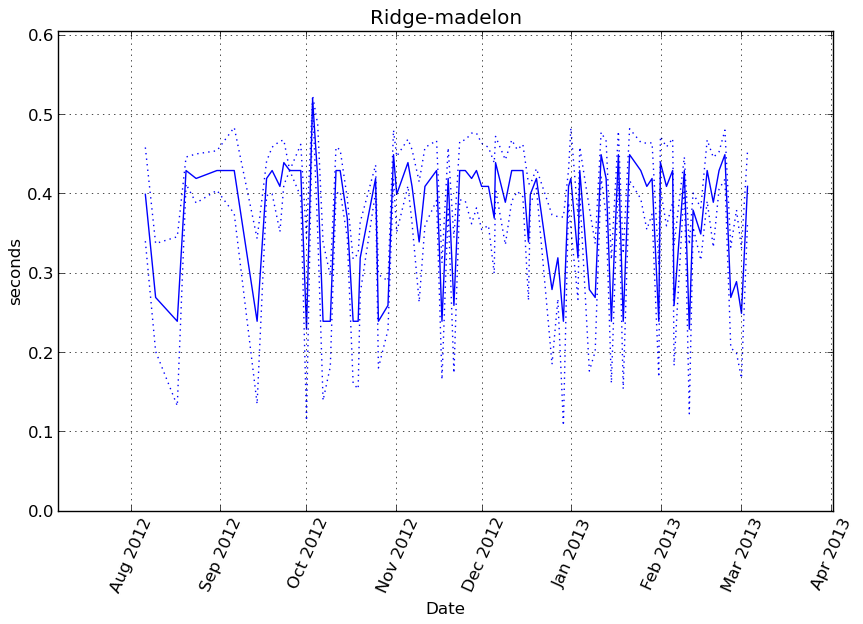 Ridge-madelon
0.6
0.5
0.4
0.3
0.2
0.1
0.0
seconds
Aug 2012
Sep 2012
Oct 2012
Nov 2012
Dec 2012
Jan 2013
Feb 2013
Mar 2013
Apr 2013
Date